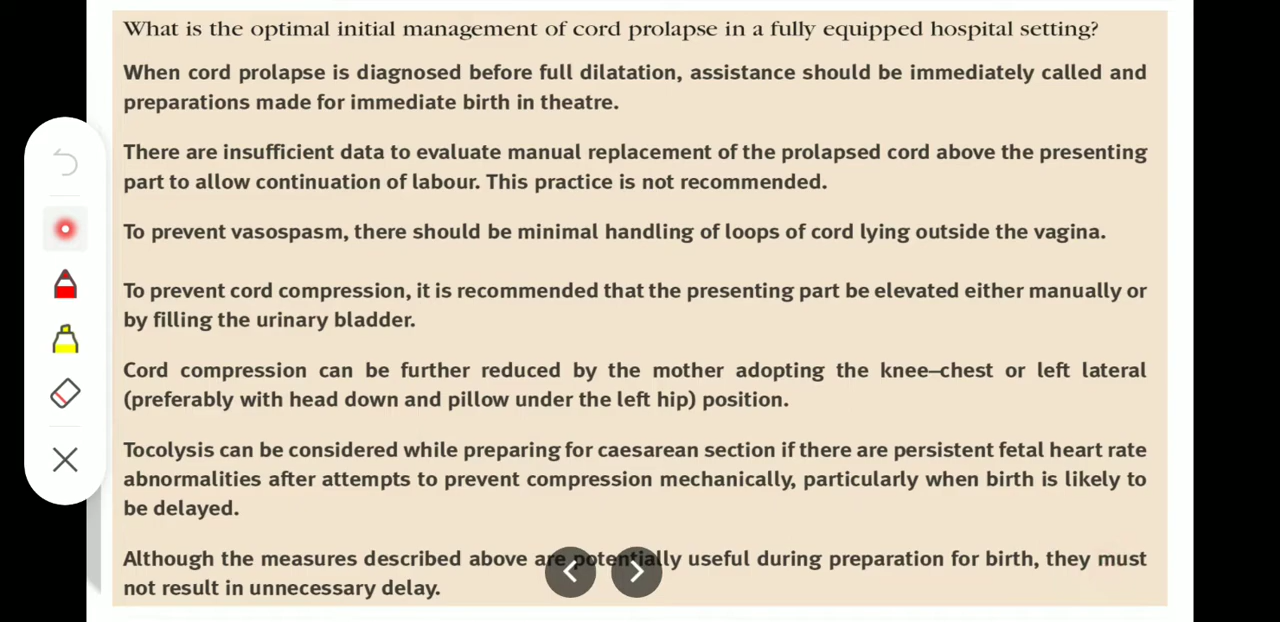 What is the optimal initial management of cord prolapse in a fully equipped hospital setting?
When cord prolapse is diagnosed before full dilatation, assistance should be immediately called and
preparations made for immediate birth in theatre.
There are insufficient data to evaluate manual replacement of the prolapsed cord above the presenting
part to allow continuation of labour. This practice is not recommended.
To prevent vasospasm, there should be minimal handling of loops of cord lying outside the vagina.
To prevent cord compression, it is recommended that the presenting part be elevated either manually or
by filling the urinary bladder.
Cord compression can be further reduced by the mother adopting the knee–chest or left lateral
(preferably with head down and pillow under the left hip) position.
Tocolysis can be considered while preparing for caesarean section if there are persistent fetal heart rate
abnormalities after attempts to prevent compression mechanically, particularly when birth is likely to
be delayed.
Although the measures described above are potentially useful during preparation for birth, they must
not result in unnecessary delay.